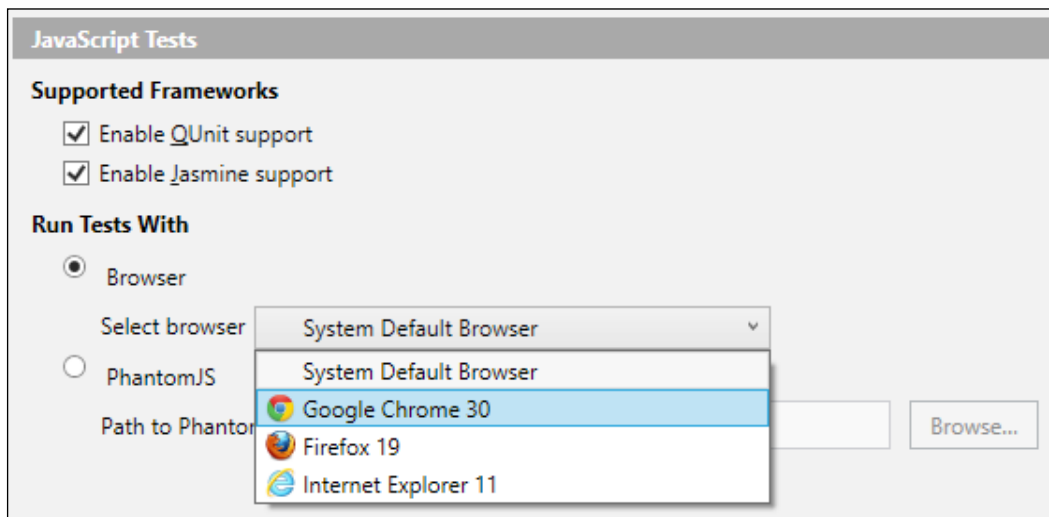 JavaScript Tests
Supported Frameworks
Enable QUnit support
Enable Jasmine support
Run Tests With
Browser
Select browser System Default Browser
System Default Browser
PhantomJS
Google Chrome 30
Path to Phantor Browse...
Firefox 19
Internet Explorer 11